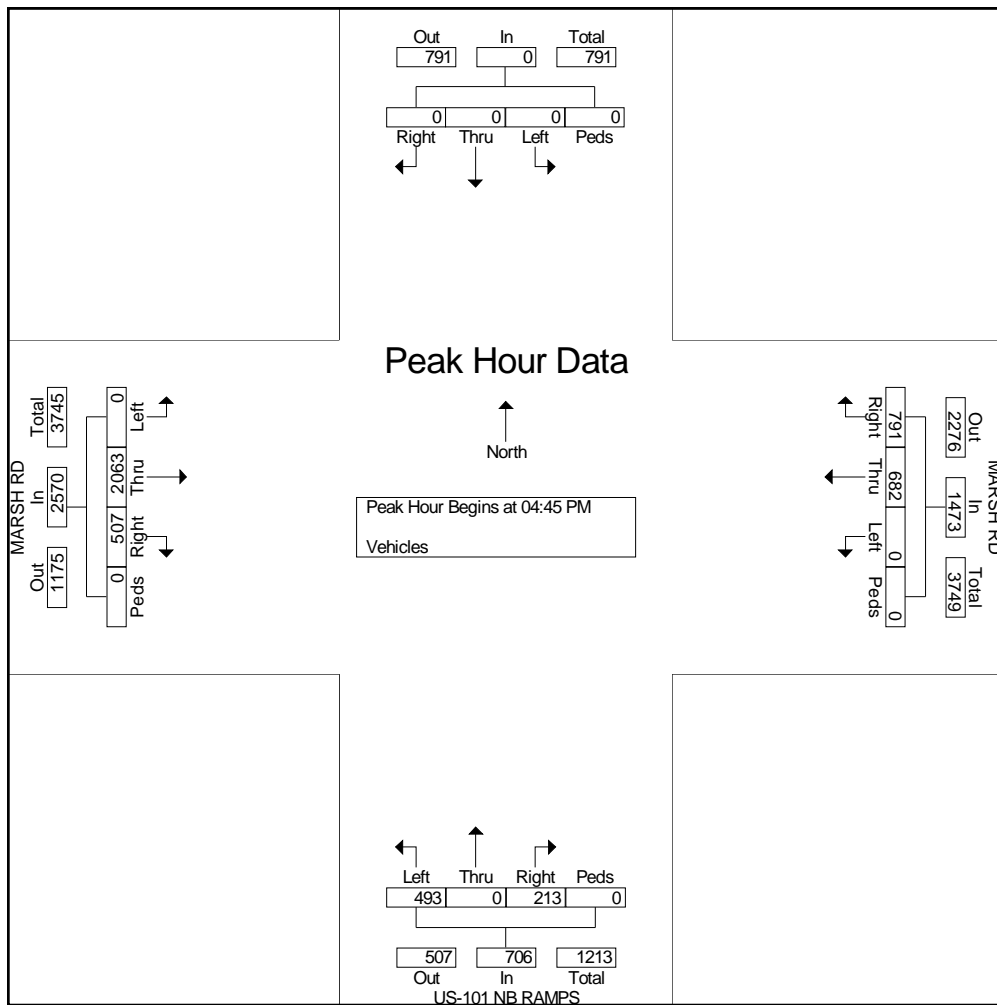 Out In Total
791 0 791
0 0 0 0
Right Thru Left Peds
Peak Hour Data
North
Peak Hour Begins at 04:45 PM
Vehicles
MARSH RD
Out In Total
1175 2570 3745
0 2063 507 0
Left Thru Right Peds
MARSH RD
Out In Total
2276 1473 3749
791 682 0 0
Right Thru Left Peds
Left Thru Right Peds
493 0 213 0
507 706 1213
Out In Total
US-101 NB RAMPS